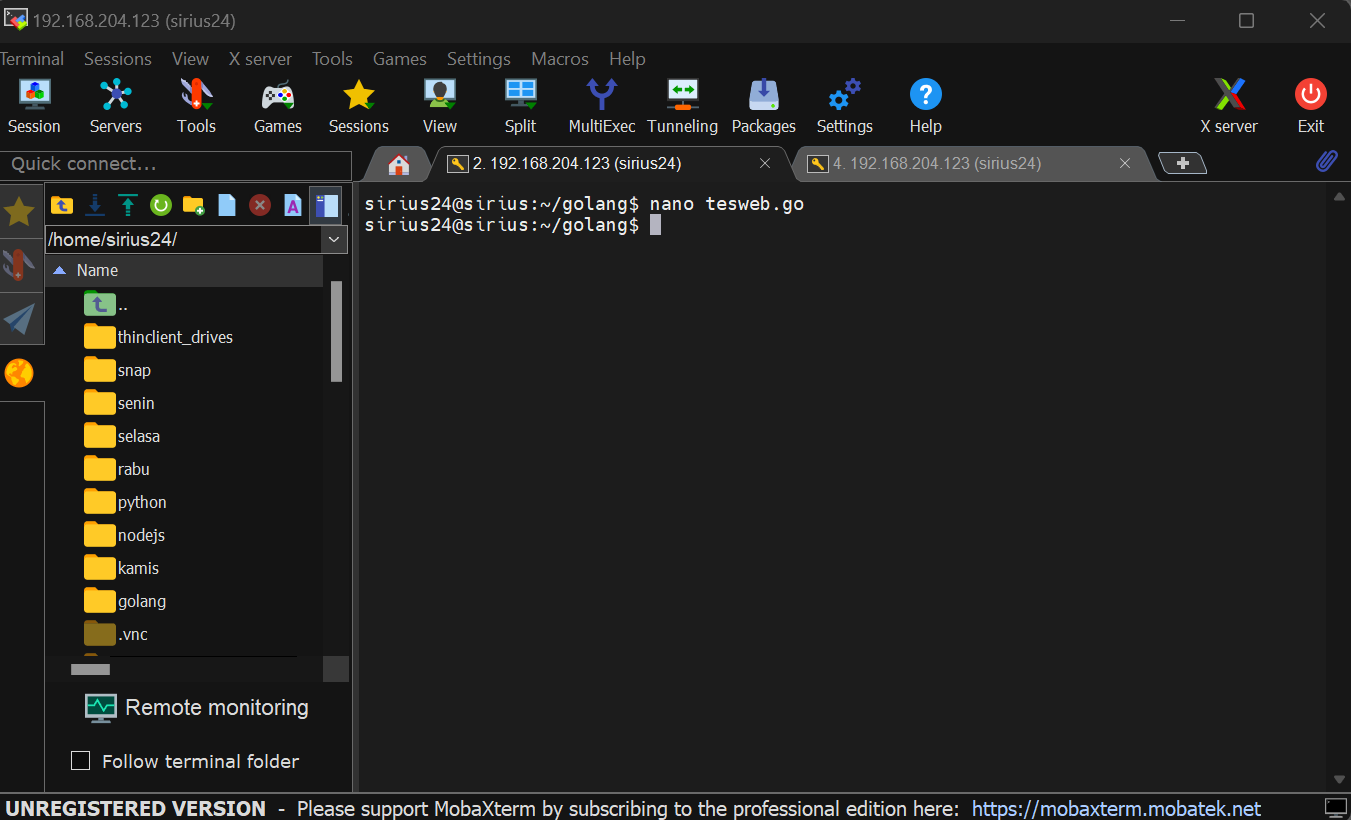 192.168.204.123 (sirius24)
Terminal Sessions View X server Tools Games Settings Macros Help
Session Servers Tools Games Sessions View Split MultiExec Tunneling Packages Settings Help X server Exit
Quick connect...
2. 192.168.204.123 (sirius24)
4. 192.168.204.123 (sirius24)
/home/sirius24/
Name
..
thinclient_drives
snap
senin
selasa
rabu
python
nodejs
kamis
golang
.vnc
Remote monitoring
Follow terminal folder
sirius24@sirius:~/golang$ nano tesweb.go
sirius24@sirius:~/golang$
UNREGISTERED VERSION - Please support MobaXterm by subscribing to the professional edition here: https://mobaxterm.mobatek.net